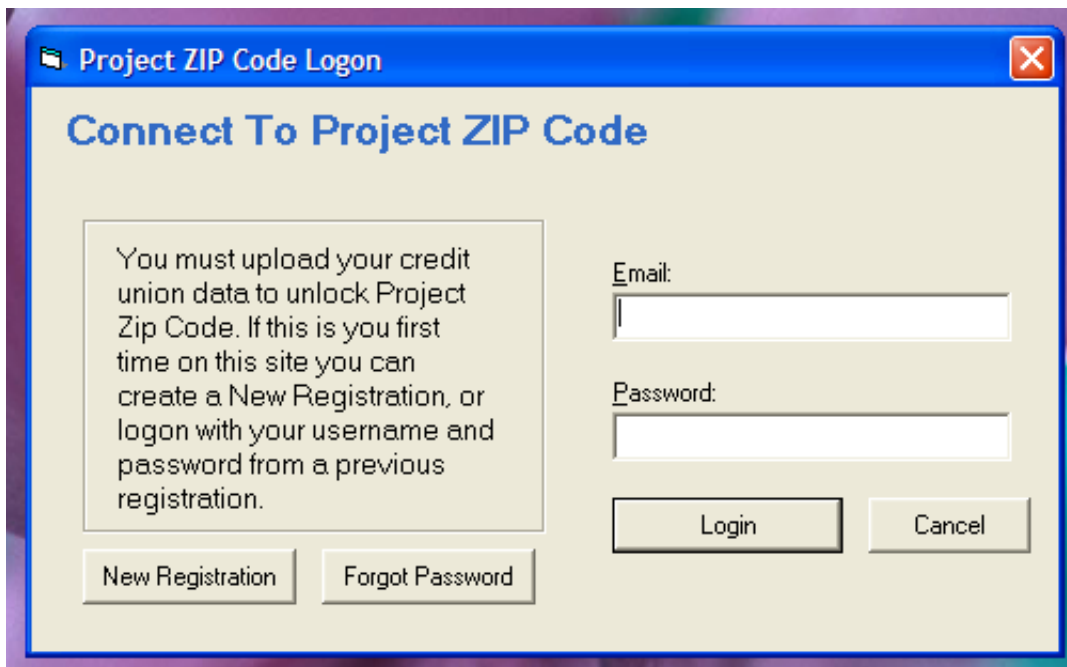 Project ZIP Code Logon
Connect To Project ZIP Code
You must upload your credit
union data to unlock Project
Zip Code. If this is you first
time on this site you can
create a New Registration, or
logon with your username and
password from a previous
registration.
Email:
Password:
Login
Cancel
New Registration
Forgot Password